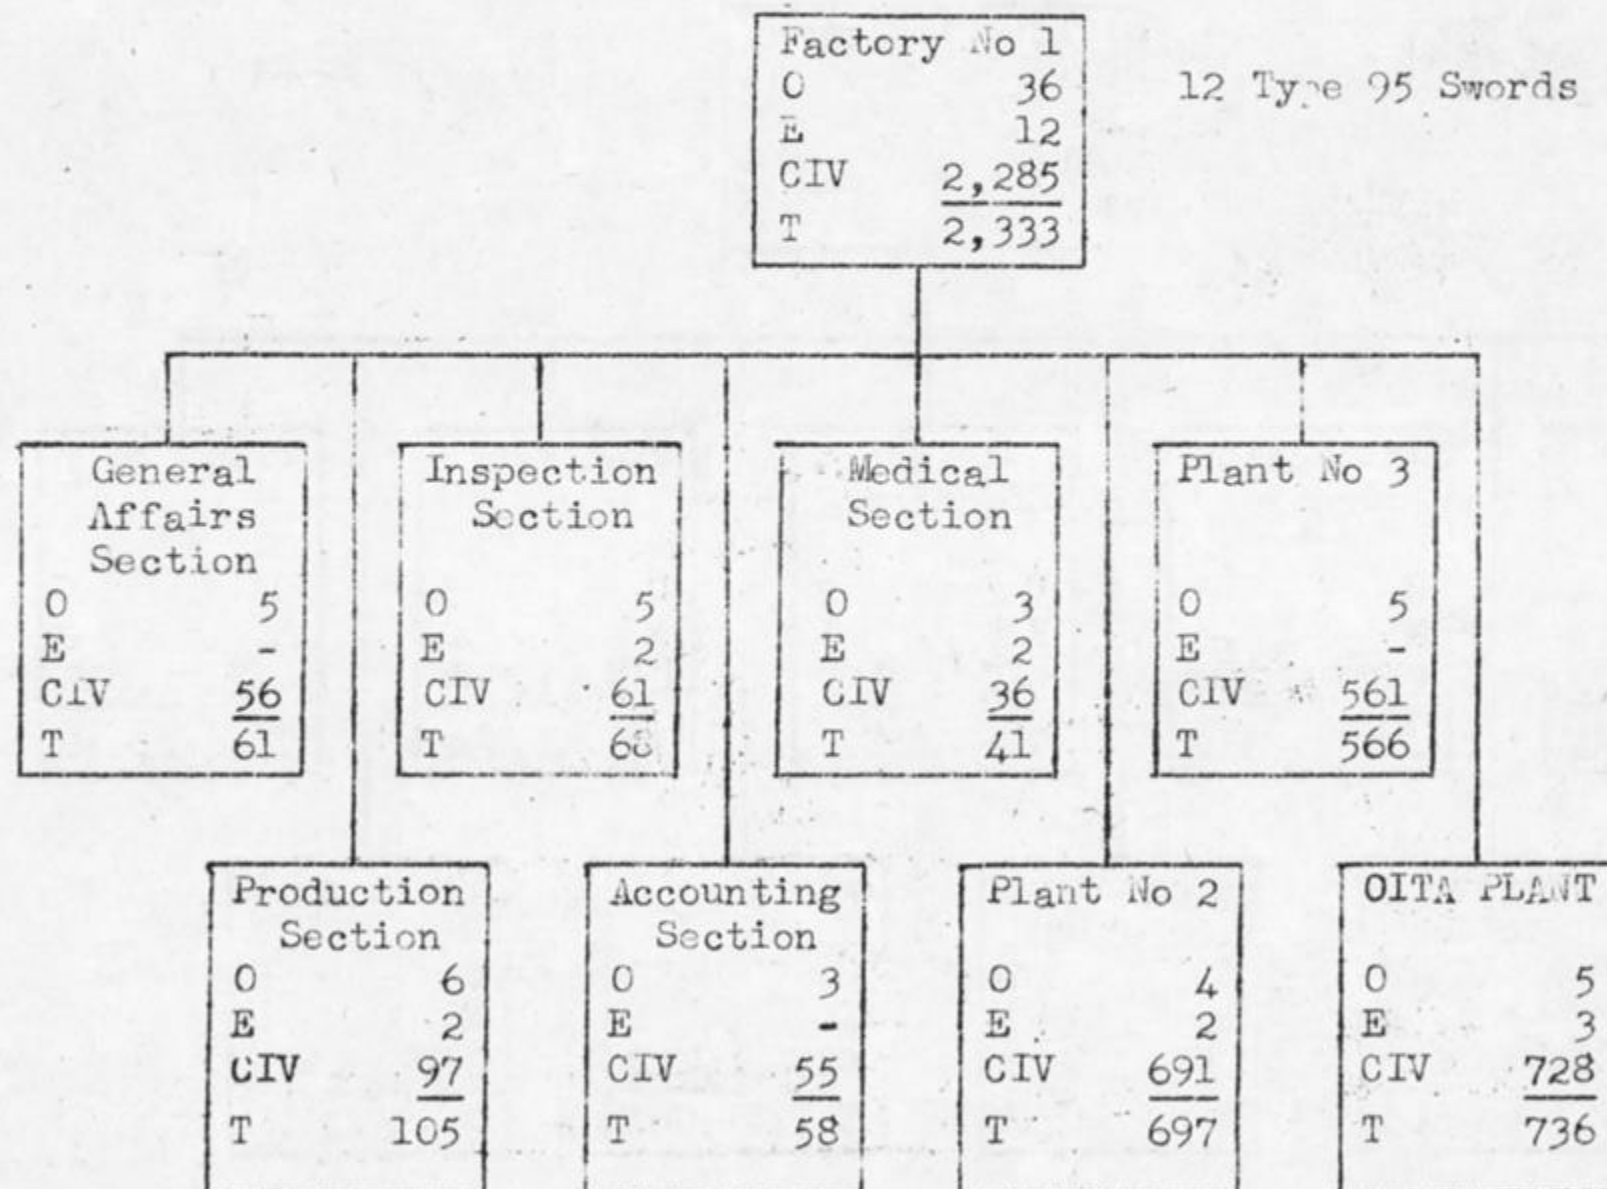 Factory No 1
O 36
E 12
CIV 2,285
T 2,333
12 Type 95 Swords
General
Affairs
Section
O 5
E -
CIV 56
T 61
Inspection
Section
O 5
E 2
CIV 61
T 68
Medical
Section
O 3
E 2
CIV 36
T 41
Plant No 3
O 5
E -
CIV 561
T 566
Production
Section
O 6
E 2
CIV 97
T 105
Accounting
Section
O 3
E -
CIV 55
T 58
Plant No 2
O 4
E 2
CIV 691
T 697
OITA PLANT
O 5
E 3
CIV 728
T 736